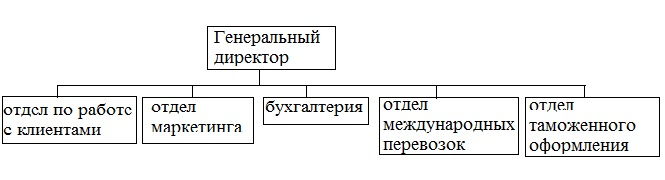 Генеральный
директор
отдел по работе
с клиентами
отдел
маркетинга
бухгалтерия
отдел
международных
перевозок
отдел
таможенного
оформления